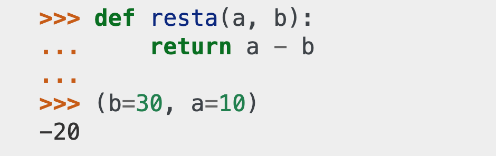 >>> def resta(a, b):
...     return a - b
...
>>> (b=30, a=10)
-20